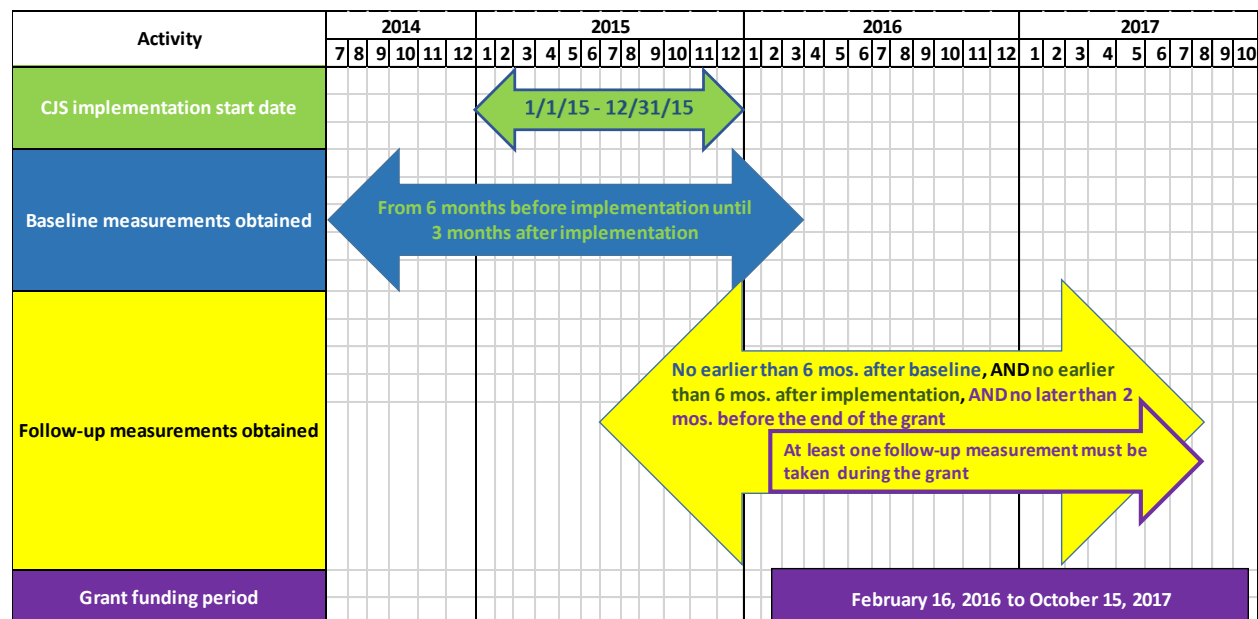 Activity
2014 2015 2016 2017
7 8 9 10 11 12 1 2 3 4 5 6 7 8 9 10 11 12 1 2 3 4 5 6 7 8 9 10 11 12 1 2 3 4 5 6 7 8 9 10
CJS implementation start date
1/1/15 - 12/31/15
Baseline measurements obtained
From 6 months before implementation until
3 months after implementation
Follow-up measurements obtained
No earlier than 6 mos. after baseline, AND no earlier
than 6 mos. after implementation, AND no later than 2
mos. before the end of the grant
At least one follow-up measurement must be
taken during the grant
Grant funding period
February 16, 2016 to October 15, 2017